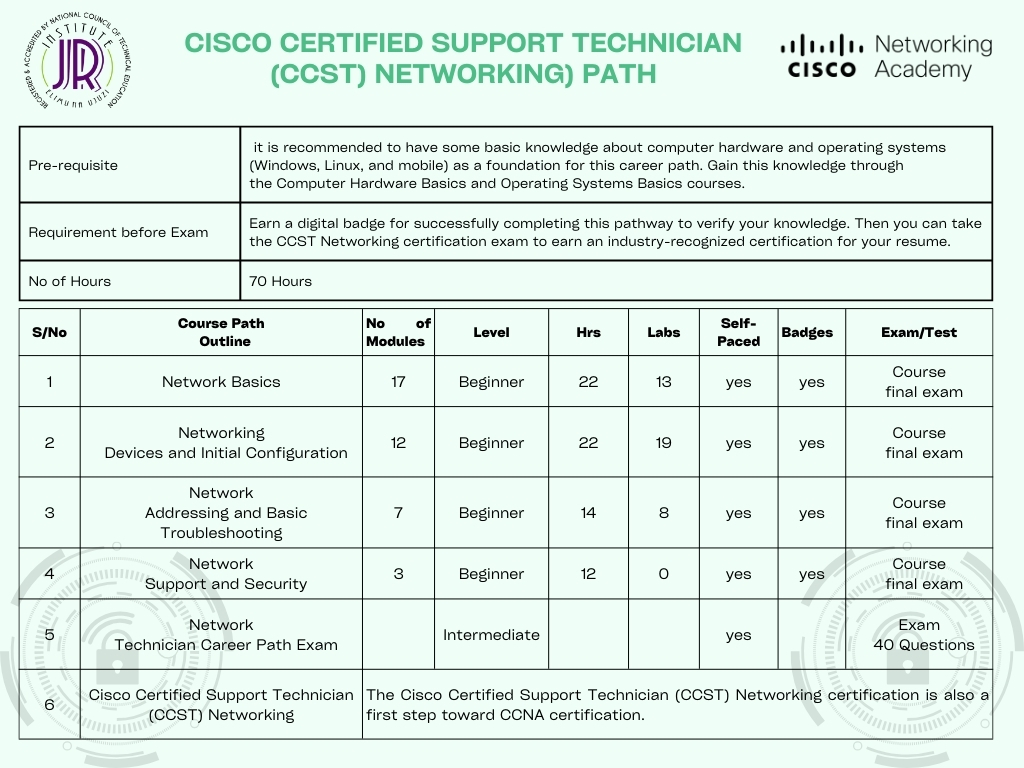 REGISTERED & ACCREDITED BY NATIONAL COUNCIL OF TECHNICAL EDUCATION
INSTITUTE
JR
CISCO CERTIFIED SUPPORT TECHNICIAN
(CCST) NETWORKING) PATH
CISCO
Networking
Academy
Pre-requisite
it is recommended to have some basic knowledge about computer hardware and operating systems
(Windows, Linux, and mobile) as a foundation for this career path. Gain this knowledge through
the Computer Hardware Basics and Operating Systems Basics courses.
Requirement before Exam
Earn a digital badge for successfully completing this pathway to verify your knowledge. Then you can take
the CCST Networking certification exam to earn an industry-recognized certification for your resume.
No of Hours
70 Hours
S/No
Course Path
Outline
No of
Modules
Level
Hrs
Labs
Self-
Paced
Badges
Exam/Test
1
Network Basics
17
Beginner
22
13
yes
yes
Course
final exam
2
Networking
Devices and Initial Configuration
12
Beginner
22
19
yes
yes
Course
final exam
3
Network
Addressing and Basic
Troubleshooting
7
Beginner
14
8
yes
yes
Course
final exam
4
Network
Support and Security
3
Beginner
12
0
yes
yes
Course
final exam
5
Network
Technician Career Path Exam
Intermediate
yes
Exam
40 Questions
6
Cisco Certified Support Technician
(CCST) Networking
The Cisco Certified Support Technician (CCST) Networking certification is also a
first step toward CCNA certification.